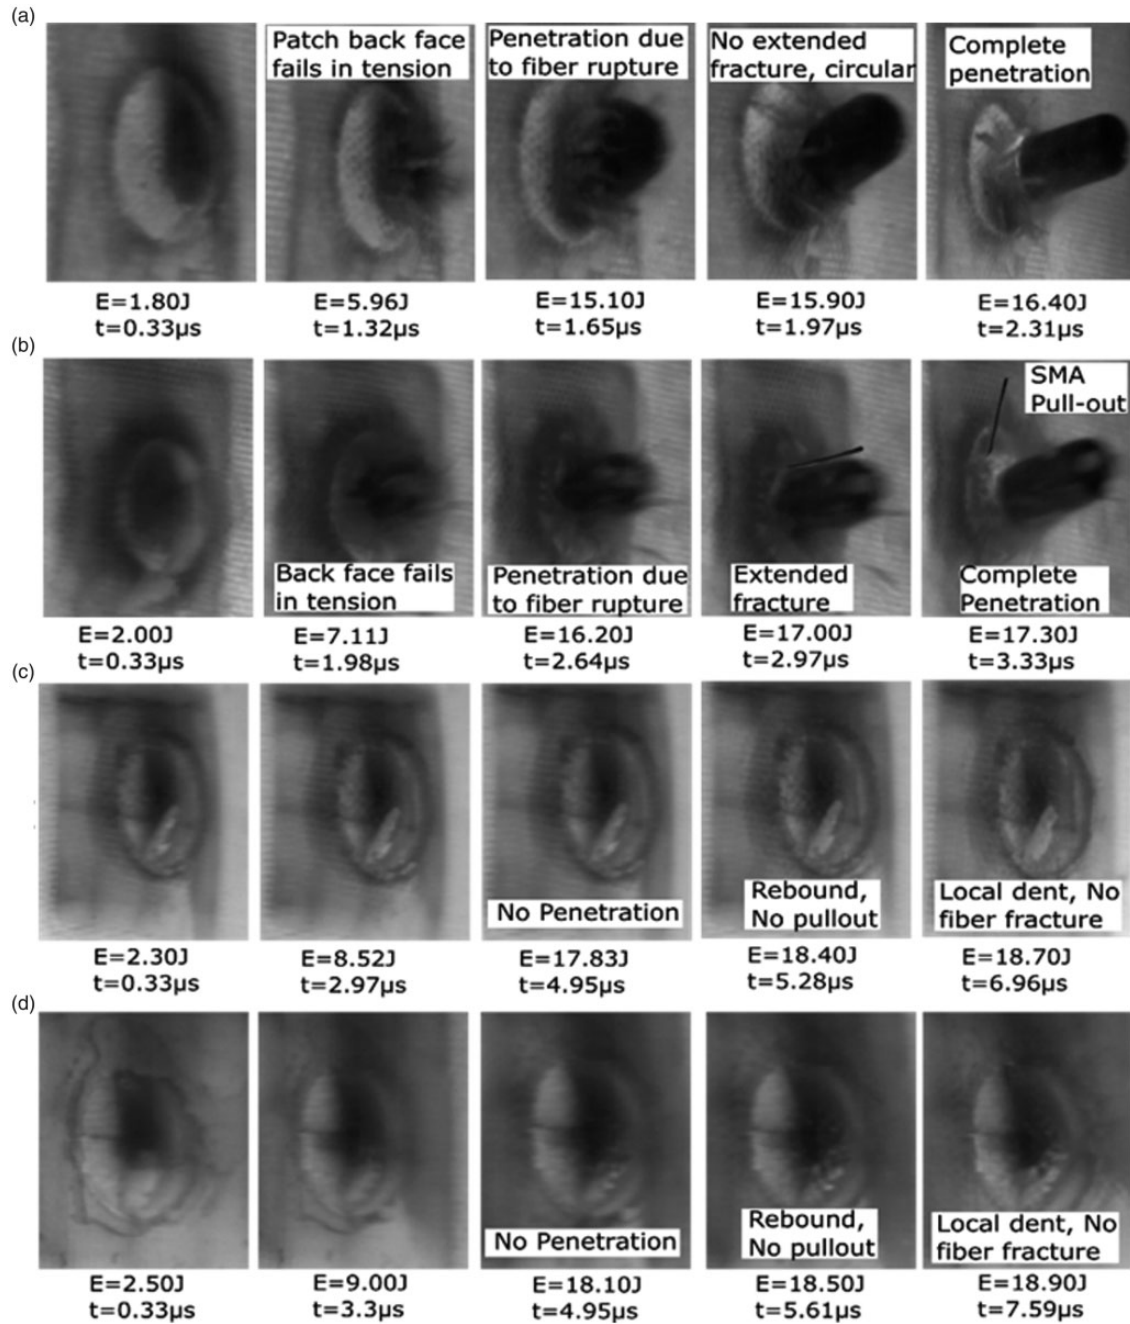 (a)
Patch back face
fails in tension
Penetration due
to fiber rupture
No extended
fracture, circular
Complete
penetration
E=1.80J
t=0.33μs
E=5.96J
t=1.32μs
E=15.10J
t=1.65μs
E=15.90J
t=1.97μs
E=16.40J
t=2.31μs
(b)
SMA
Pull-out
Back face fails
in tension
Penetration due
to fiber rupture
Extended
fracture
Complete
Penetration
E=2.00J
t=0.33μs
E=7.11J
t=1.98μs
E=16.20J
t=2.64μs
E=17.00J
t=2.97μs
E=17.30J
t=3.33μs
(c)
No Penetration
Rebound,
No pullout
Local dent, No
fiber fracture
E=2.30J
t=0.33μs
E=8.52J
t=2.97μs
E=17.83J
t=4.95μs
E=18.40J
t=5.28μs
E=18.70J
t=6.96μs
(d)
No Penetration
Rebound,
No pullout
Local dent, No
fiber fracture
E=2.50J
t=0.33μs
E=9.00J
t=3.3μs
E=18.10J
t=4.95μs
E=18.50J
t=5.61μs
E=18.90J
t=7.59μs